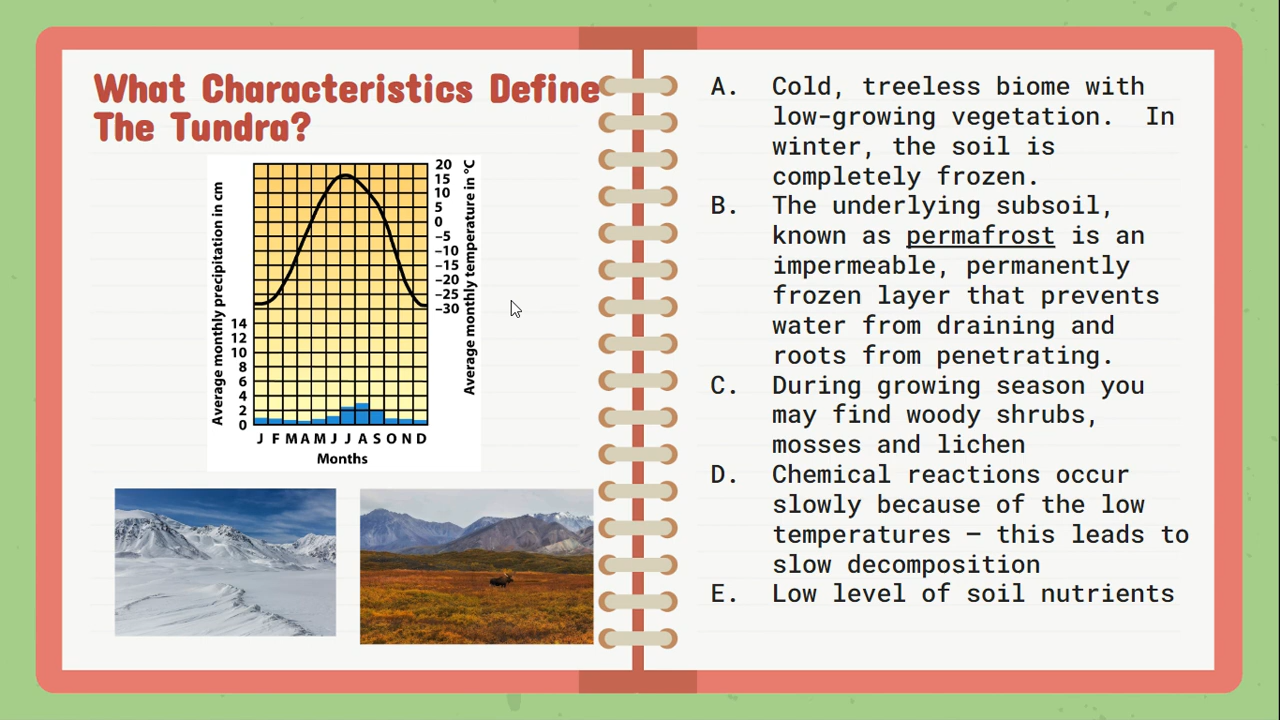 What Characteristics Define
The Tundra?
Average monthly precipitation in cm
14
12
10
8
6
4
2
0
20
15
10
5
0
–5
–10
–15
–20
–25
–30
Average monthly temperature in °C
J F M A M J J A S O N D
Months
A. Cold, treeless biome with
low-growing vegetation. In
winter, the soil is
completely frozen.
B. The underlying subsoil,
known as permafrost is an
impermeable, permanently
frozen layer that prevents
water from draining and
roots from penetrating.
C. During growing season you
may find woody shrubs,
mosses and lichen
D. Chemical reactions occur
slowly because of the low
temperatures – this leads to
slow decomposition
E. Low level of soil nutrients